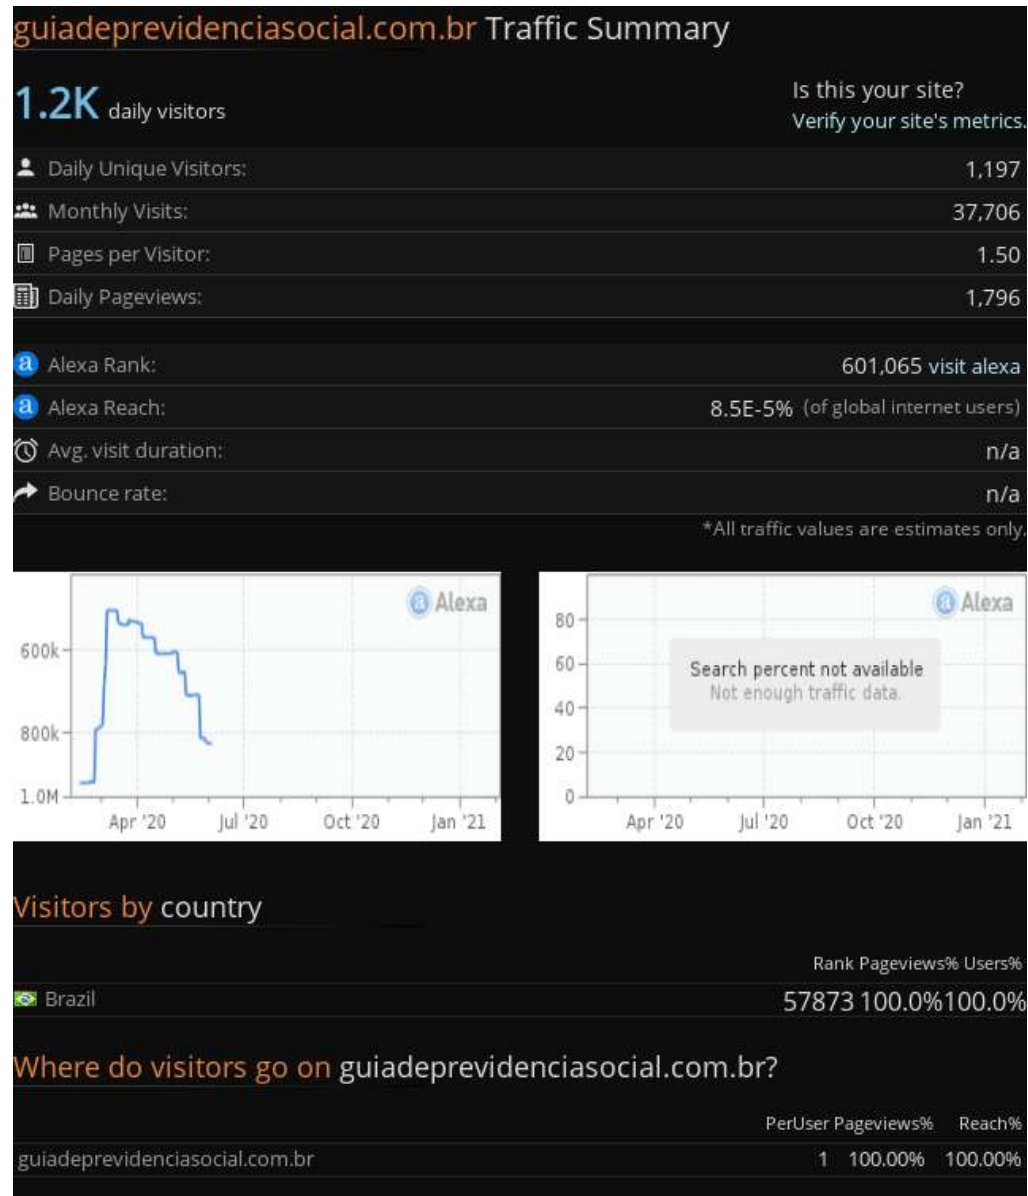 guiadeprevidenciasocial.com.br Traffic Summary
1.2K daily visitors
Is this your site?
Verify your site's metrics.
Daily Unique Visitors: 1,197
Monthly Visits: 37,706
Pages per Visitor: 1.50
Daily Pageviews: 1,796
a Alexa Rank: 601,065 visit alexa
a Alexa Reach: 8.5E-5% (of global internet users)
Avg. visit duration: n/a
Bounce rate: n/a
*All traffic values are estimates only.
a Alexa
600k
800k
1.0M
Apr '20 Jul '20 Oct '20 Jan '21
a Alexa
80
60
40
20
0
Search percent not available
Not enough traffic data.
Apr '20 Jul '20 Oct '20 Jan '21
Visitors by country
Rank Pageviews% Users%
Brazil 57873 100.0% 100.0%
Where do visitors go on guiadeprevidenciasocial.com.br?
PerUser Pageviews% Reach%
guiadeprevidenciasocial.com.br 1 100.00% 100.00%